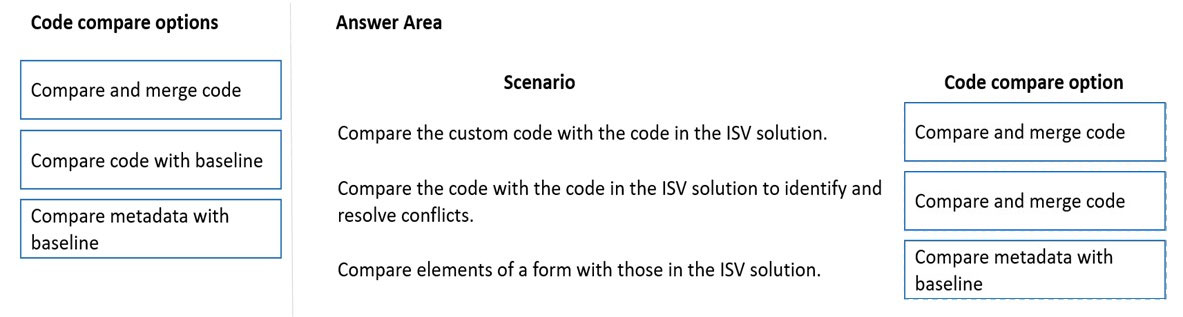 Code compare options
Compare and merge code
Compare code with baseline
Compare metadata with
baseline
Answer Area
Scenario
Code compare option
Compare the custom code with the code in the ISV solution.
Compare and merge code
Compare the code with the code in the ISV solution to identify and
resolve conflicts.
Compare and merge code
Compare elements of a form with those in the ISV solution.
Compare metadata with
baseline